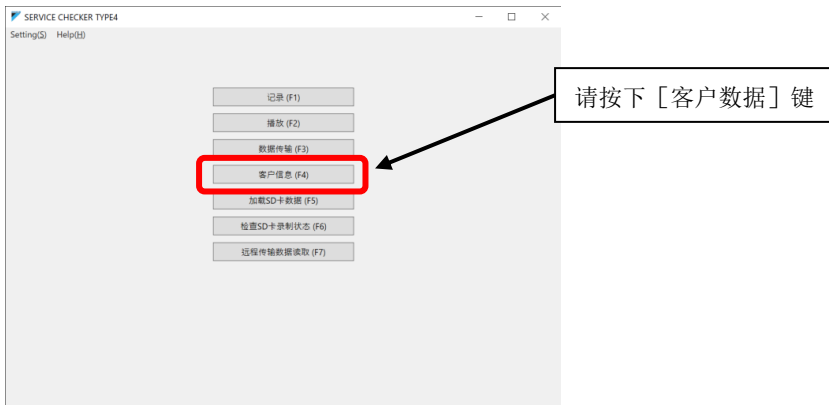 SERVICE CHECKER TYPE4
Setting(S) Help(H)
记录 (F1)
请按下［客户数据］键
播放 (F2)
数据传输 (F3)
客户信息 (F4)
加载SD卡数据 (F5)
检查SD卡录制状态 (F6)
远程传输数据读取 (F7)